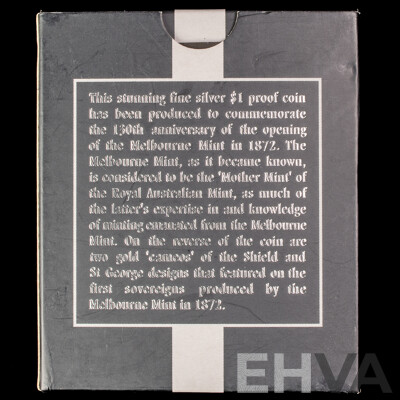 This stunning fine silver $1 proof coin
has been produced to commemorate
the 130th anniversary of the opening
of the Melbourne Mint in 1872. The
Melbourne Mint, as it became known,
is considered to be the 'Mother Mint' of
the Royal Australian Mint, as much of
the latter's expertise in and knowledge
of minting emanated from the Melbourne
Mint. On the reverse of the coin are
two gold 'cameos' of the Shield and
St George designs that featured on the
first sovereigns produced by the
Melbourne Mint in 1872.
EHVA